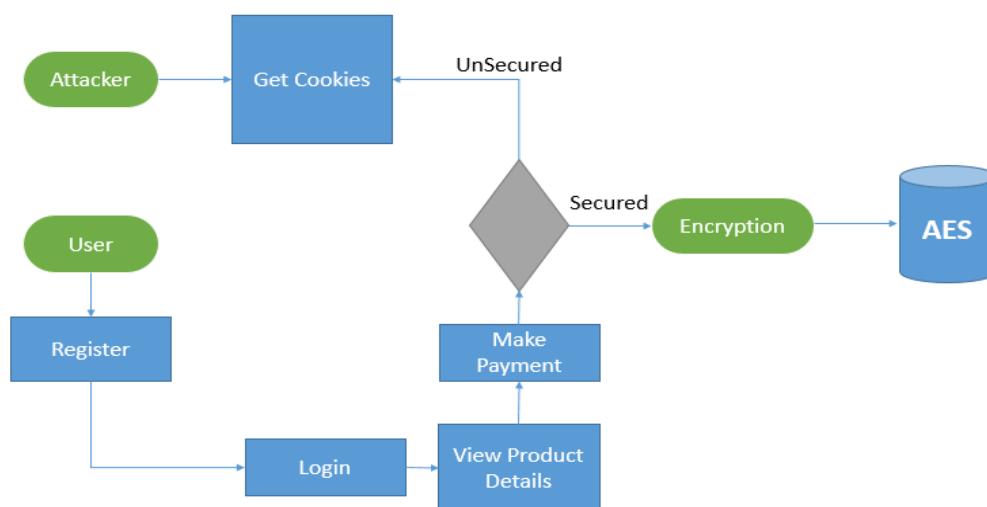 UnSecured
Attacker
Get Cookies
Secured
Encryption
AES
User
Register
Make
Payment
Login
View Product
Details